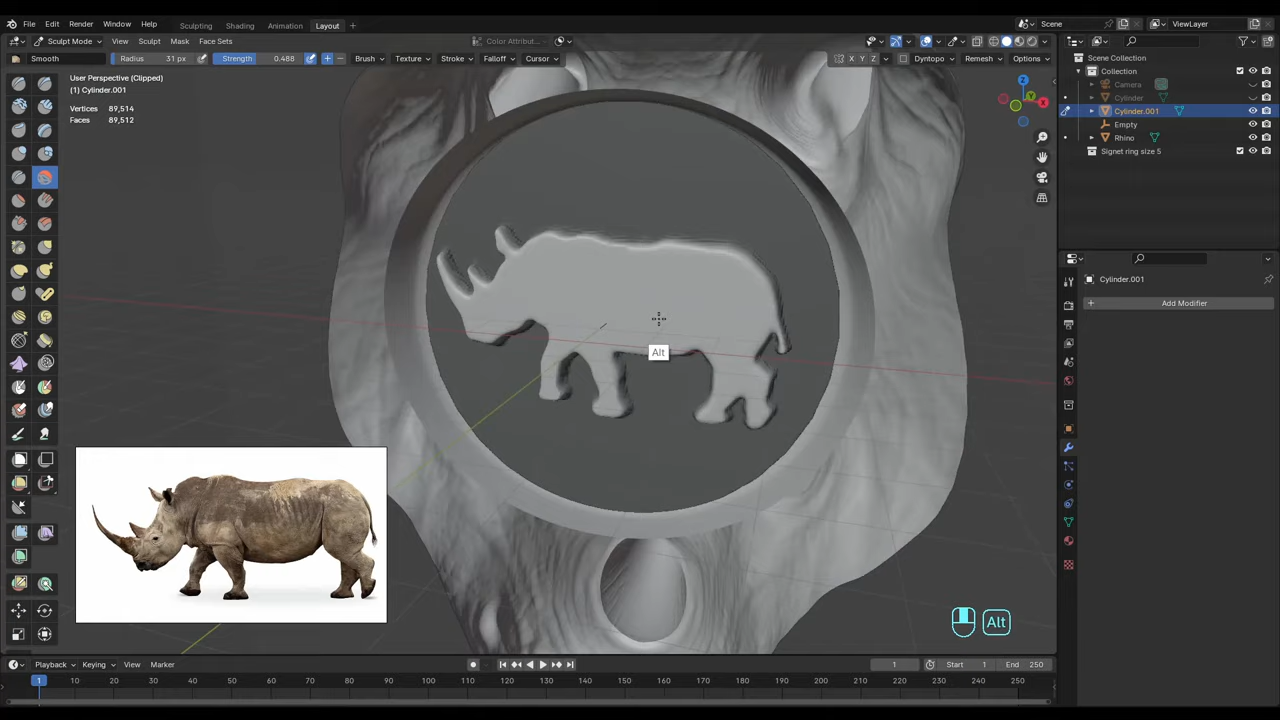 File Edit Render Window Help Sculpting Shading Animation Layout + Scene ViewLayer
Sculpt Mode View Sculpt Mask Face Sets Color Attribut...
Smooth Radius 31 px Strength 0.488 Brush Texture Stroke Falloff Cursor X Y Z Dyntopo Remesh Options
User Perspective (Clipped)
(1) Cylinder.001
Vertices 89,514
Faces 89,512
Z
Y
X
Scene Collection
Collection
Camera
Cylinder
Cylinder.001
Empty
Rhino
Signet ring size 5
Cylinder.001
+ Add Modifier
Alt
Alt
Playback Keying View Marker 1 Start 1 End 250
1 10 20 30 40 50 60 70 80 90 100 110 120 130 140 150 160 170 180 190 200 210 220 230 240 250